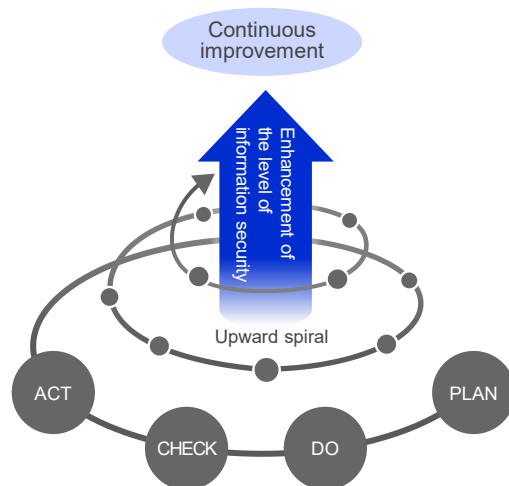 Continuous
improvement
Enhancement of
the level of
information security
Upward spiral
ACT
PLAN
CHECK
DO